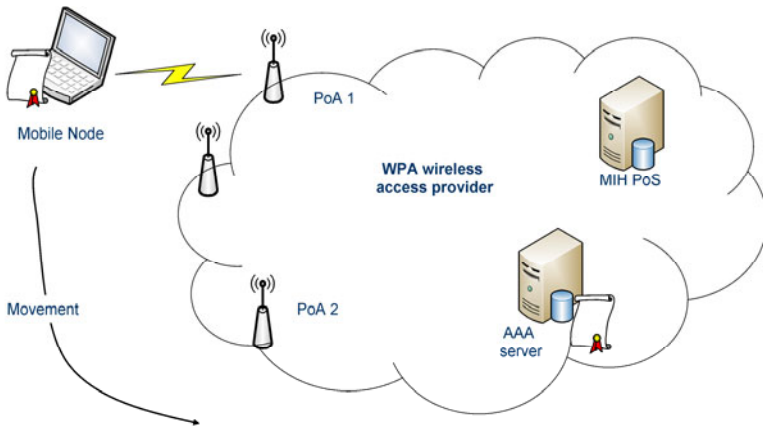 PoA 1
Mobile Node
WPA wireless
access provider
MIH PoS
Movement
PoA 2
AAA
server